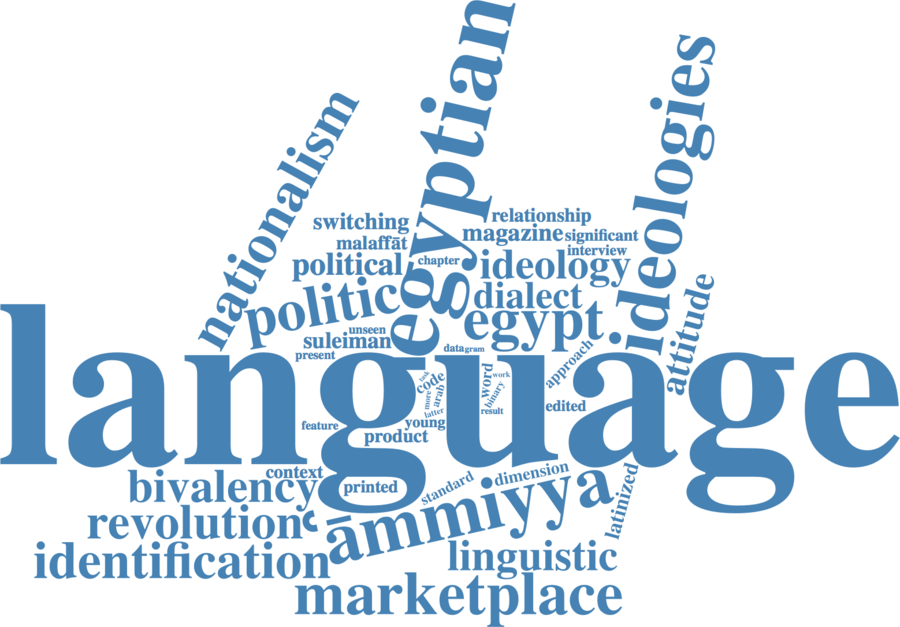 egyptian
ideologies
nationalism
switching
relationship
malaffāt
magazine
significant
interview
political
chapter
ideology
politic
dialect
egypt
attitude
unseen
suleiman
present
data
gram
approach
language
code
arab
more
latter
word
work
binary
result
edited
young
feature
product
context
bivalency
printed
standard
dimension
latinized
revolution
ʿāmmiyya
identification
linguistic
marketplace